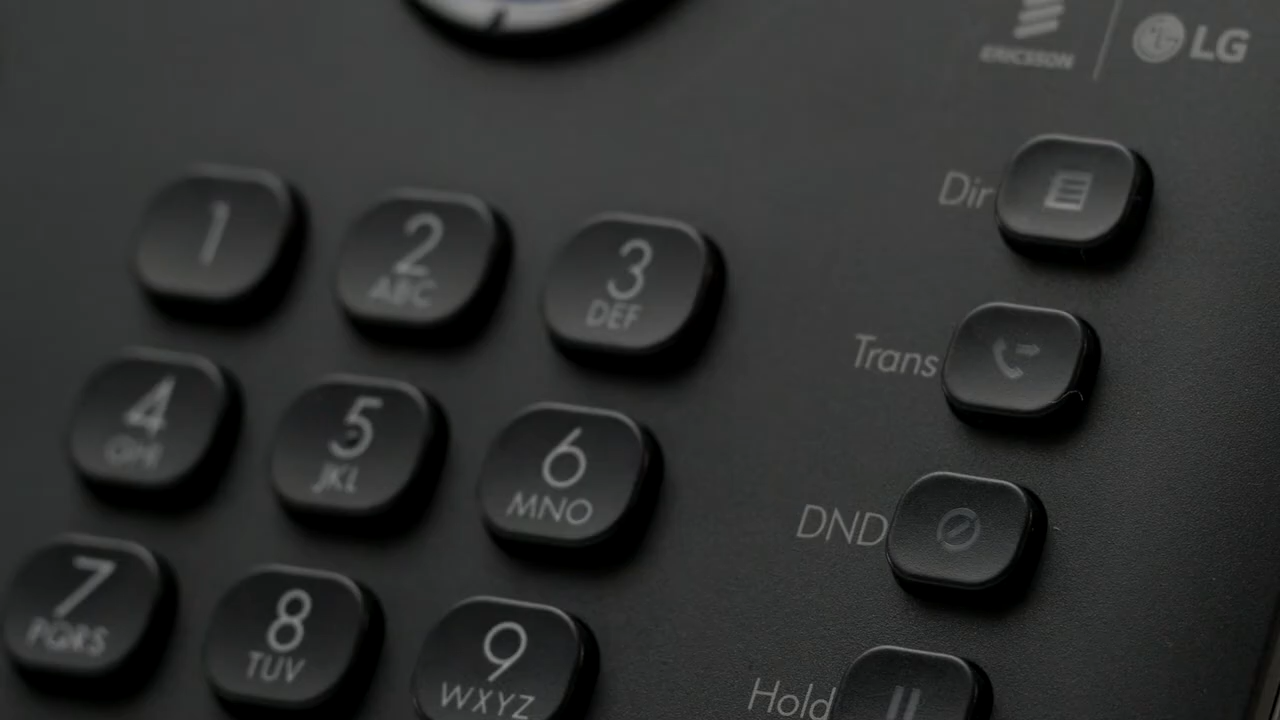 ERICSSON
LG
Dir
1
2
ABC
3
DEF
Trans
4
GHI
5
JKL
6
MNO
DND
7
PQRS
8
TUV
9
WXYZ
Hold